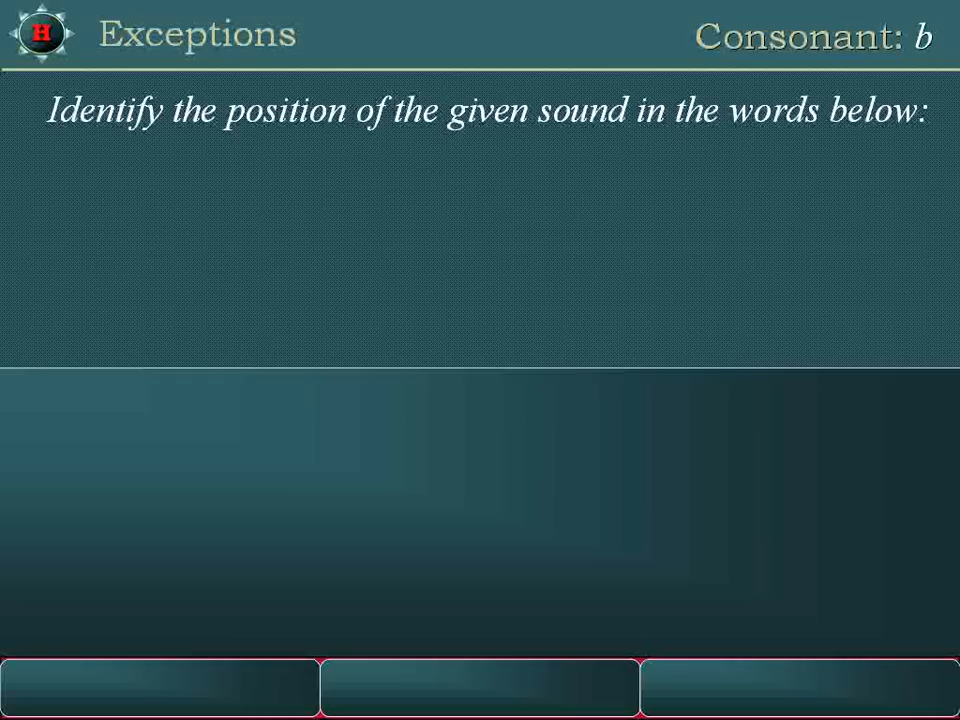 H
Exceptions
Consonant: b
Identify the position of the given sound in the words below: